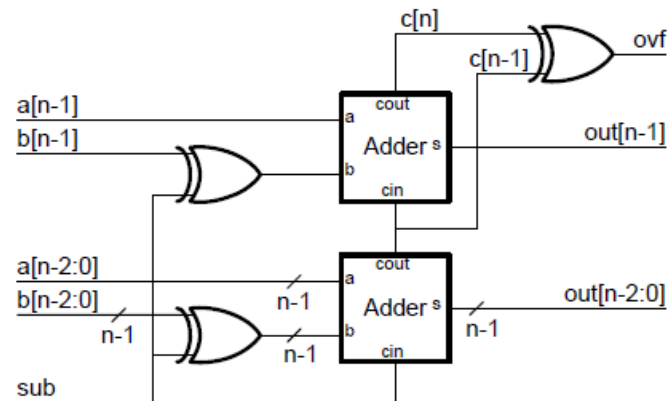 c[n]
ovf
c[n-1]
a[n-1]
cout
a
out[n-1]
b[n-1]
Adder
s
b
cin
a[n-2:0]
cout
a
n-1
b[n-2:0]
Adder
s
out[n-2:0]
n-1
b
n-1
n-1
cin
sub